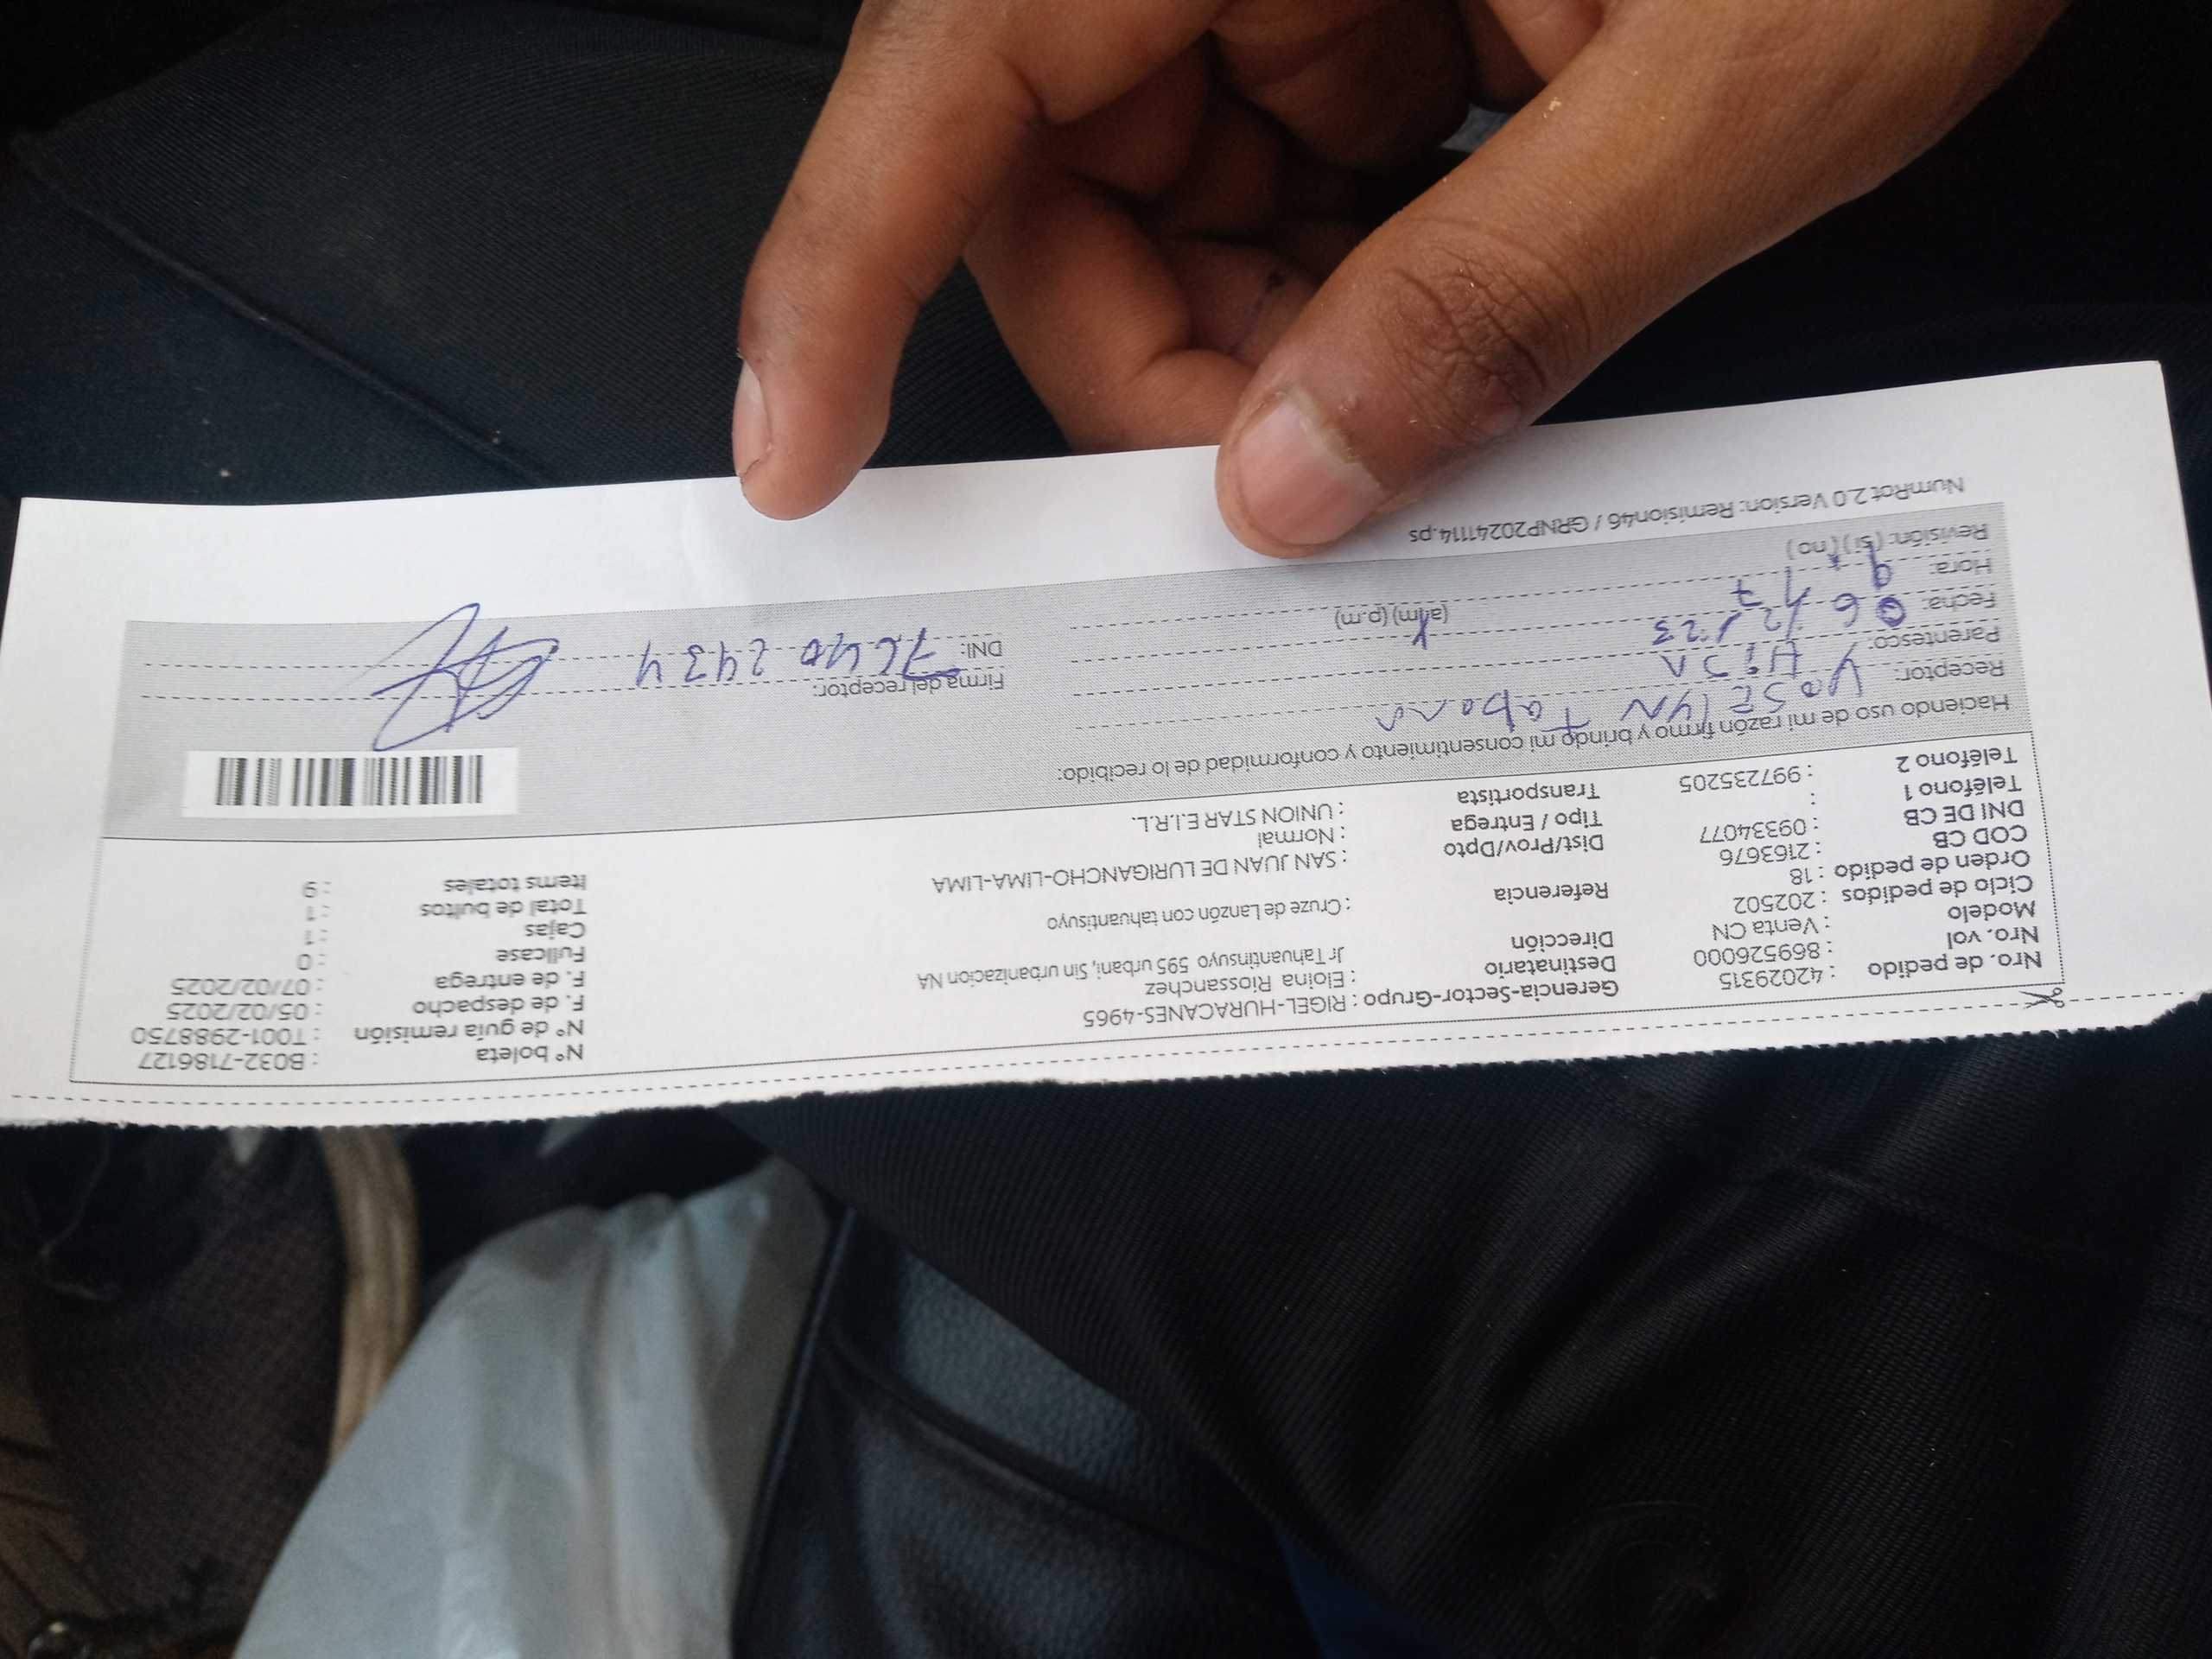 Nro. de pedido : 42029315 Gerencia-Sector-Grupo : RIGEL-HURACANES-4965 N° boleta : B032-7186127
Nro. vol : 869526000 Destinatario : Eloina Riossanchez N° de guía remisión : T001-2988750
Modelo : Venta CN Dirección Jr Tahuantinsuyo 595 urbani, Sin urbanizacion NA F. de despacho : 05/02/2025
Ciclo de pedidos : 202502 F. de entrega : 07/02/2025
Orden de pedido : 18 Referencia : Cruze de Lanzón con tahuantisuyo Fullcase : 0
COD CB : 2163676 Cajas : 1
DNI DE CB : 09334077 Dist/Prov/Dpto : SAN JUAN DE LURIGANCHO-LIMA-LIMA Total de bultos : 1
Teléfono 1 : Tipo / Entrega : Normal Items totales : 9
Teléfono 2 : 997235205 Transportista : UNION STAR E.I.R.L.
Haciendo uso de mi razón firmo y brindo mi consentimiento y conformidad de lo recibido:
Receptor: Yoselyn Firma del receptor:
Parentesco: Hija DNI:
Fecha:
Hora: (a.m) (p.m)
Revisión: (si) (no)
NumRot 2.0 Version: Remision46 / GRNP20241114.ps